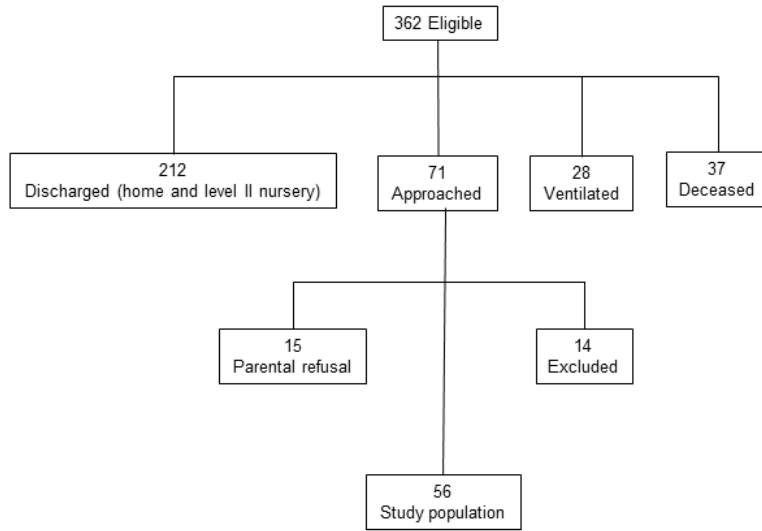 362 Eligible
212
Discharged (home and level II nursery)
71
Approached
28
Ventilated
37
Deceased
15
Parental refusal
14
Excluded
56
Study population